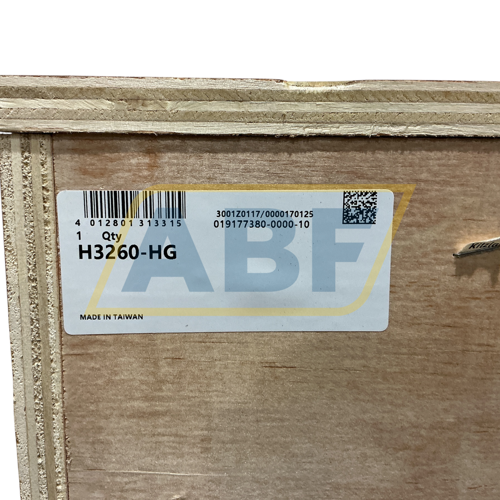 4 012801 313315
3001Z0117/0000170125
019177380-0000-10
1 Qty
H3260-HG
MADE IN TAIWAN
ABF